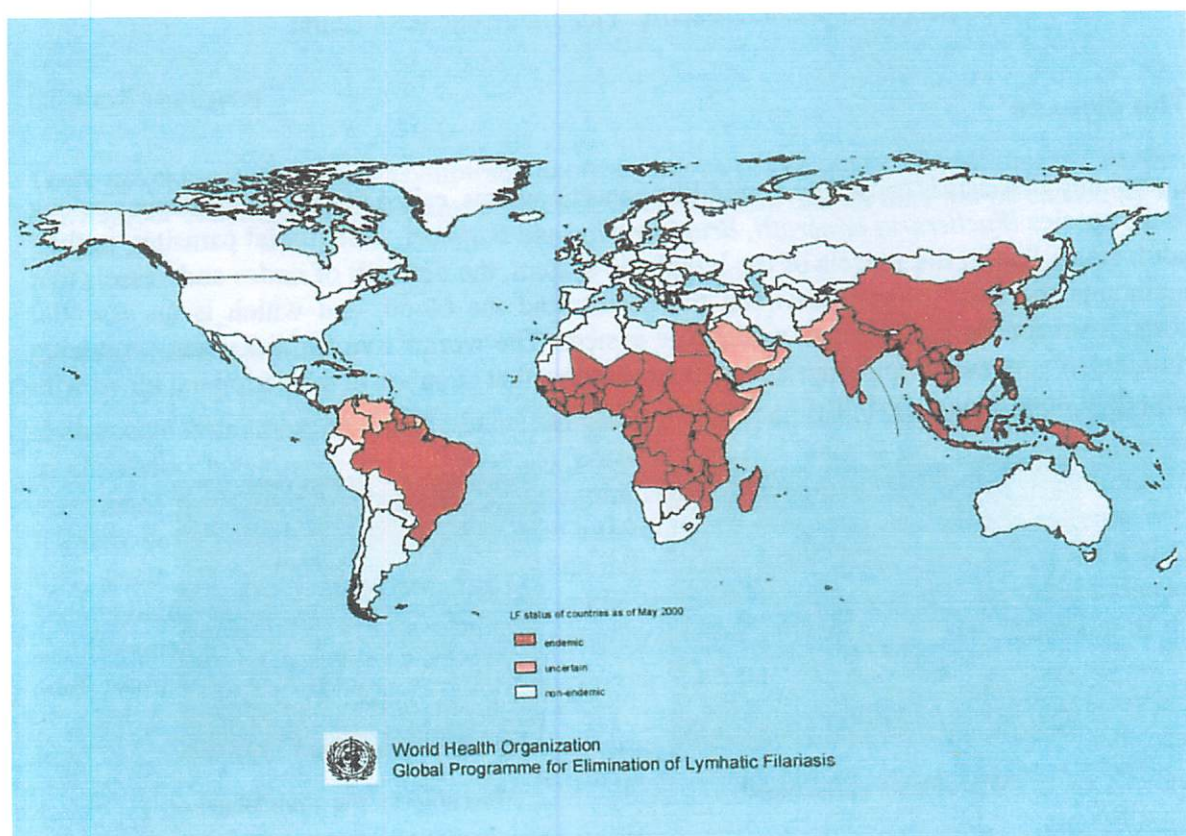 LF status of countries as of May 2000
endemic
uncertain
non-endemic
World Health Organization
Global Programme for Elimination of Lymhatic Filariasis